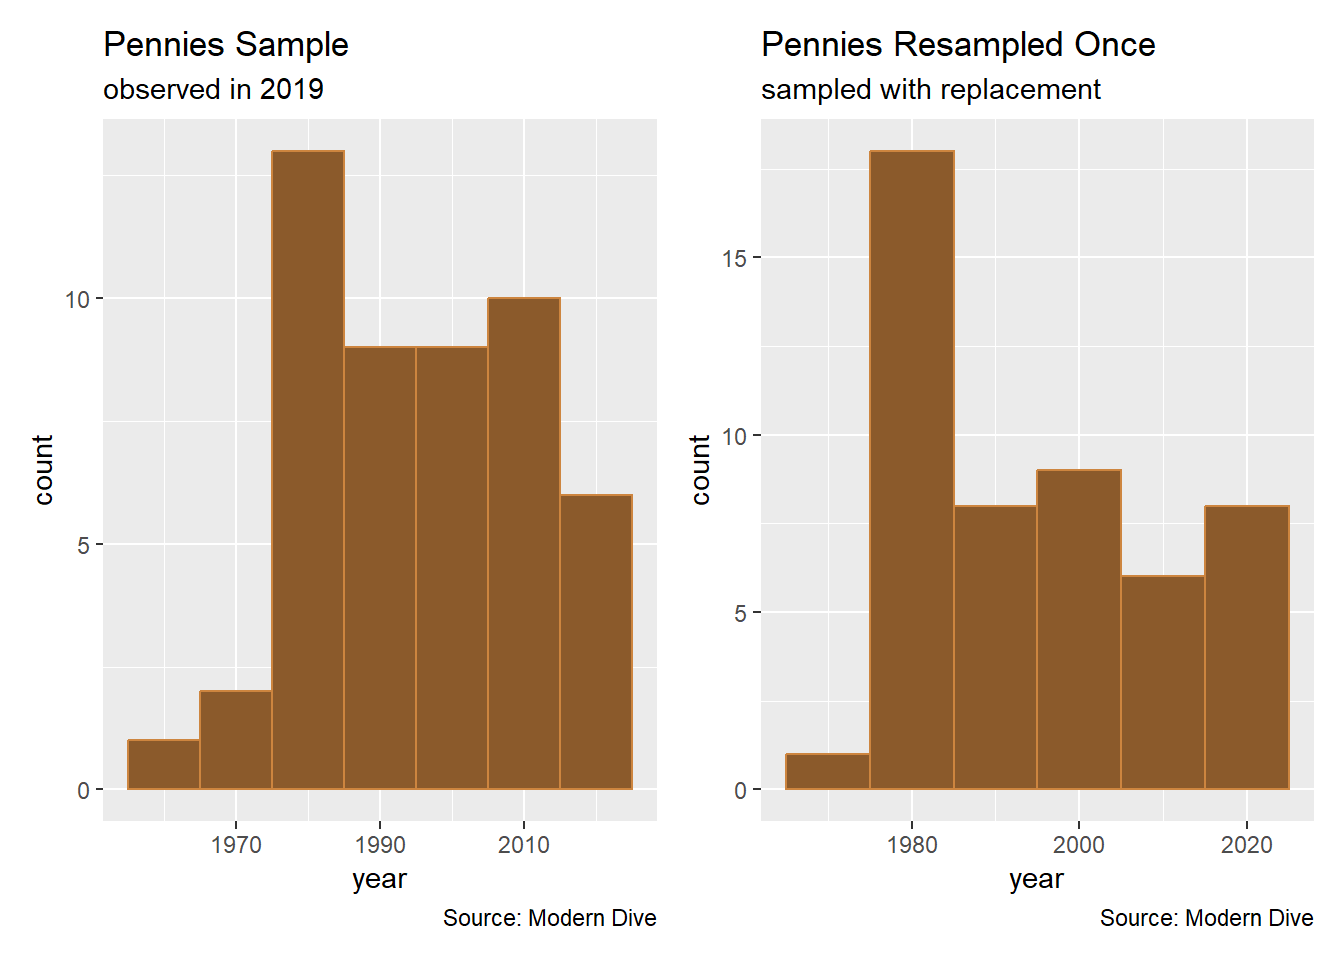 Pennies Sample
observed in 2019
10
5
0
count
1970 1990 2010
year
Source: Modern Dive
Pennies Resampled Once
sampled with replacement
15
10
5
0
count
1980 2000 2020
year
Source: Modern Dive